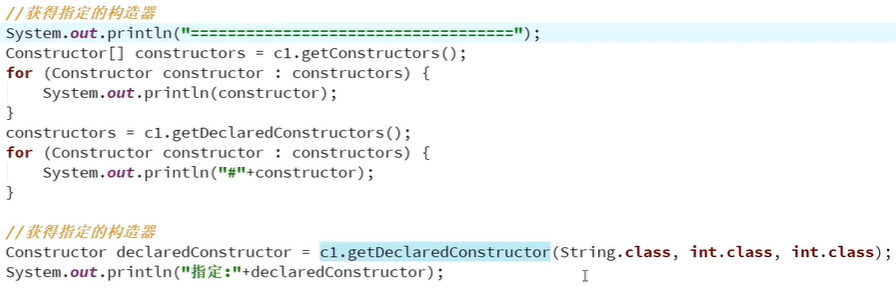 //获得指定的构造器
System.out.println("===================================");
Constructor[] constructors = c1.getConstructors();
for (Constructor constructor : constructors) {
    System.out.println(constructor);
}
constructors = c1.getDeclaredConstructors();
for (Constructor constructor : constructors) {
    System.out.println("#"+constructor);
}
//获得指定的构造器
Constructor declaredConstructor = c1.getDeclaredConstructor(String.class, int.class, int.class);
System.out.println("指定:"+declaredConstructor);